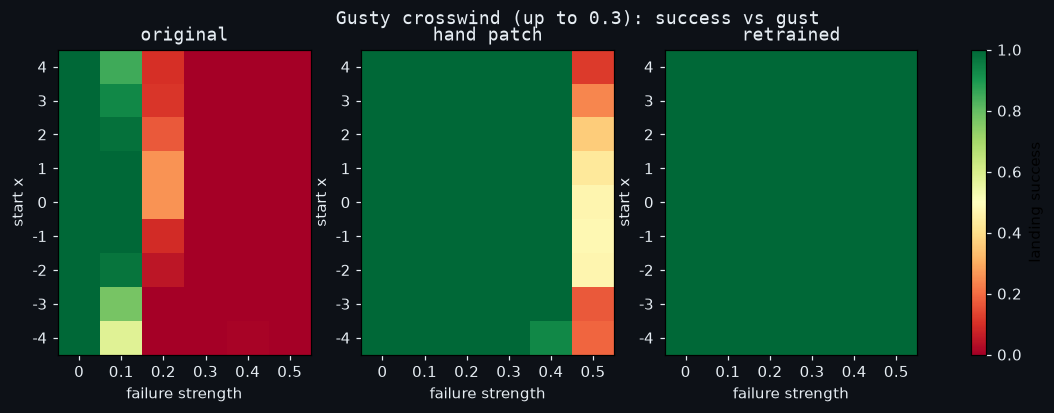 Gusty crosswind (up to 0.3): success vs gust
original
hand patch
retrained
start x
4
3
2
1
0
-1
-2
-3
-4
0 0.1 0.2 0.3 0.4 0.5
failure strength
start x
4
3
2
1
0
-1
-2
-3
-4
0 0.1 0.2 0.3 0.4 0.5
failure strength
start x
4
3
2
1
0
-1
-2
-3
-4
0 0.1 0.2 0.3 0.4 0.5
failure strength
1.0
0.8
0.6
0.4
0.2
0.0
landing success